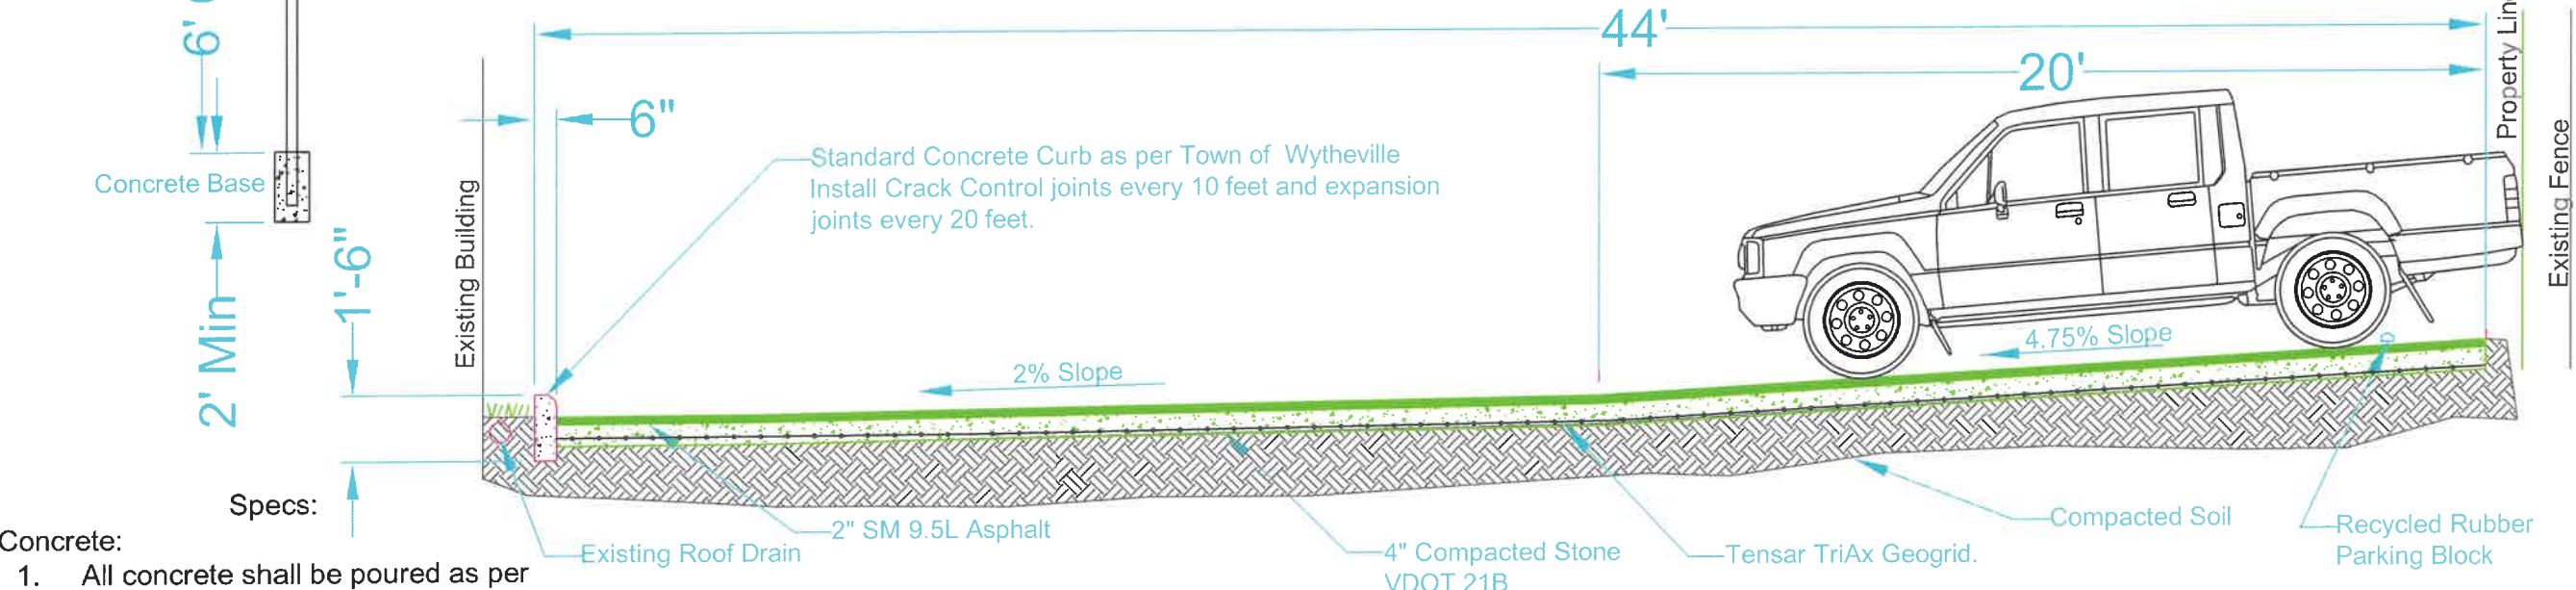 44'
20'
6'
6"
Property Lin
Existing Fence
Existing Building
Concrete Base
2' Min
1'-6"
Standard Concrete Curb as per Town of Wytheville
Install Crack Control joints every 10 feet and expansion
joints every 20 feet.
2% Slope
4.75% Slope
Specs:
Concrete:
1. All concrete shall be poured as per
Existing Roof Drain
2" SM 9.5L Asphalt
4" Compacted Stone
VDOT 21B
Tensar TriAx Geogrid.
Compacted Soil
Recycled Rubber
Parking Block